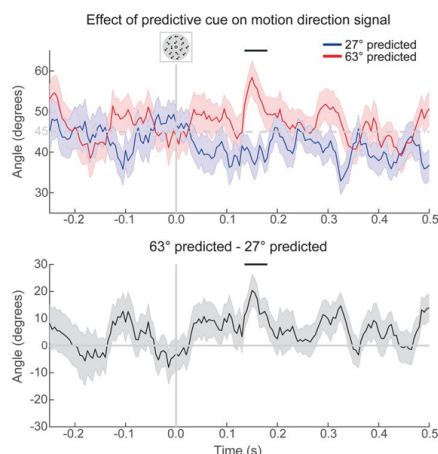 Effect of predictive cue on motion direction signal
27° predicted
63° predicted
Angle (degrees)
60
50
45
40
30
-0.2 -0.1 0.0 0.1 0.2 0.3 0.4 0.5
63° predicted - 27° predicted
Angle (degrees)
30
20
10
0
-10
-20
-30
-0.2 -0.1 0.0 0.1 0.2 0.3 0.4 0.5
Time (s)